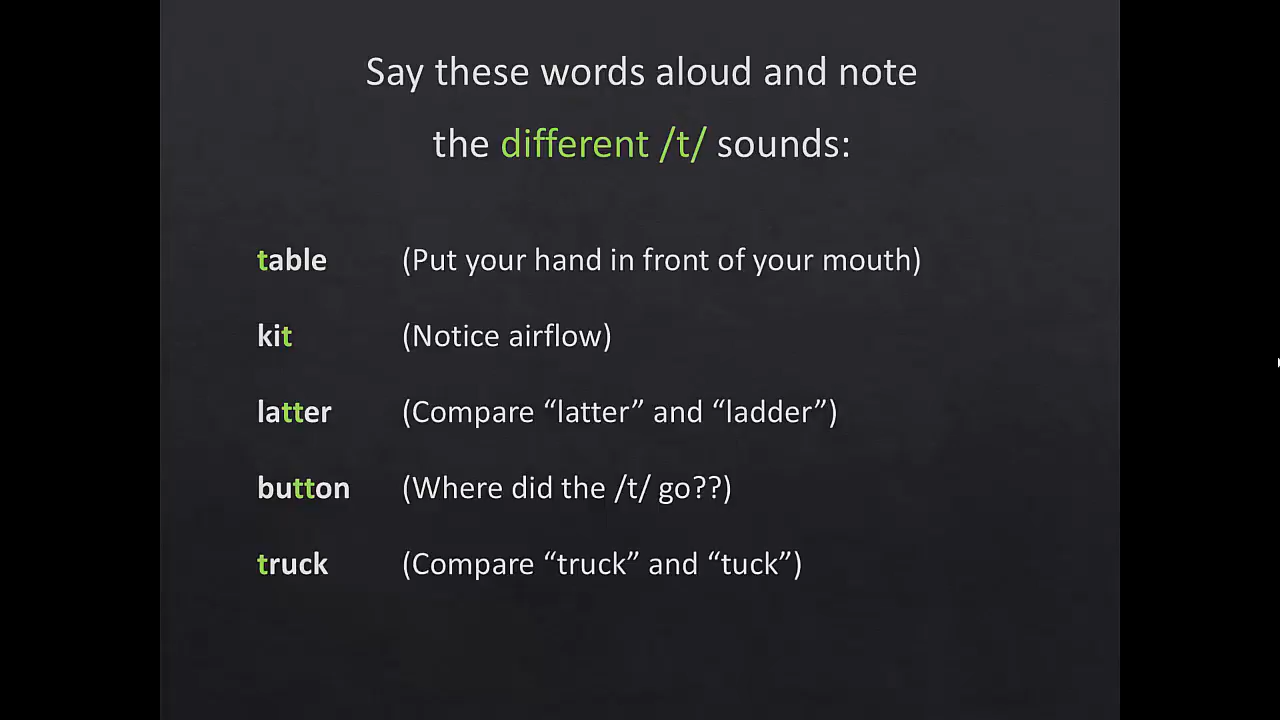 Say these words aloud and note
the different /t/ sounds:
table (Put your hand in front of your mouth)
kit (Notice airflow)
latter (Compare “latter” and “ladder”)
button (Where did the /t/ go??)
truck (Compare “truck” and “tuck”)